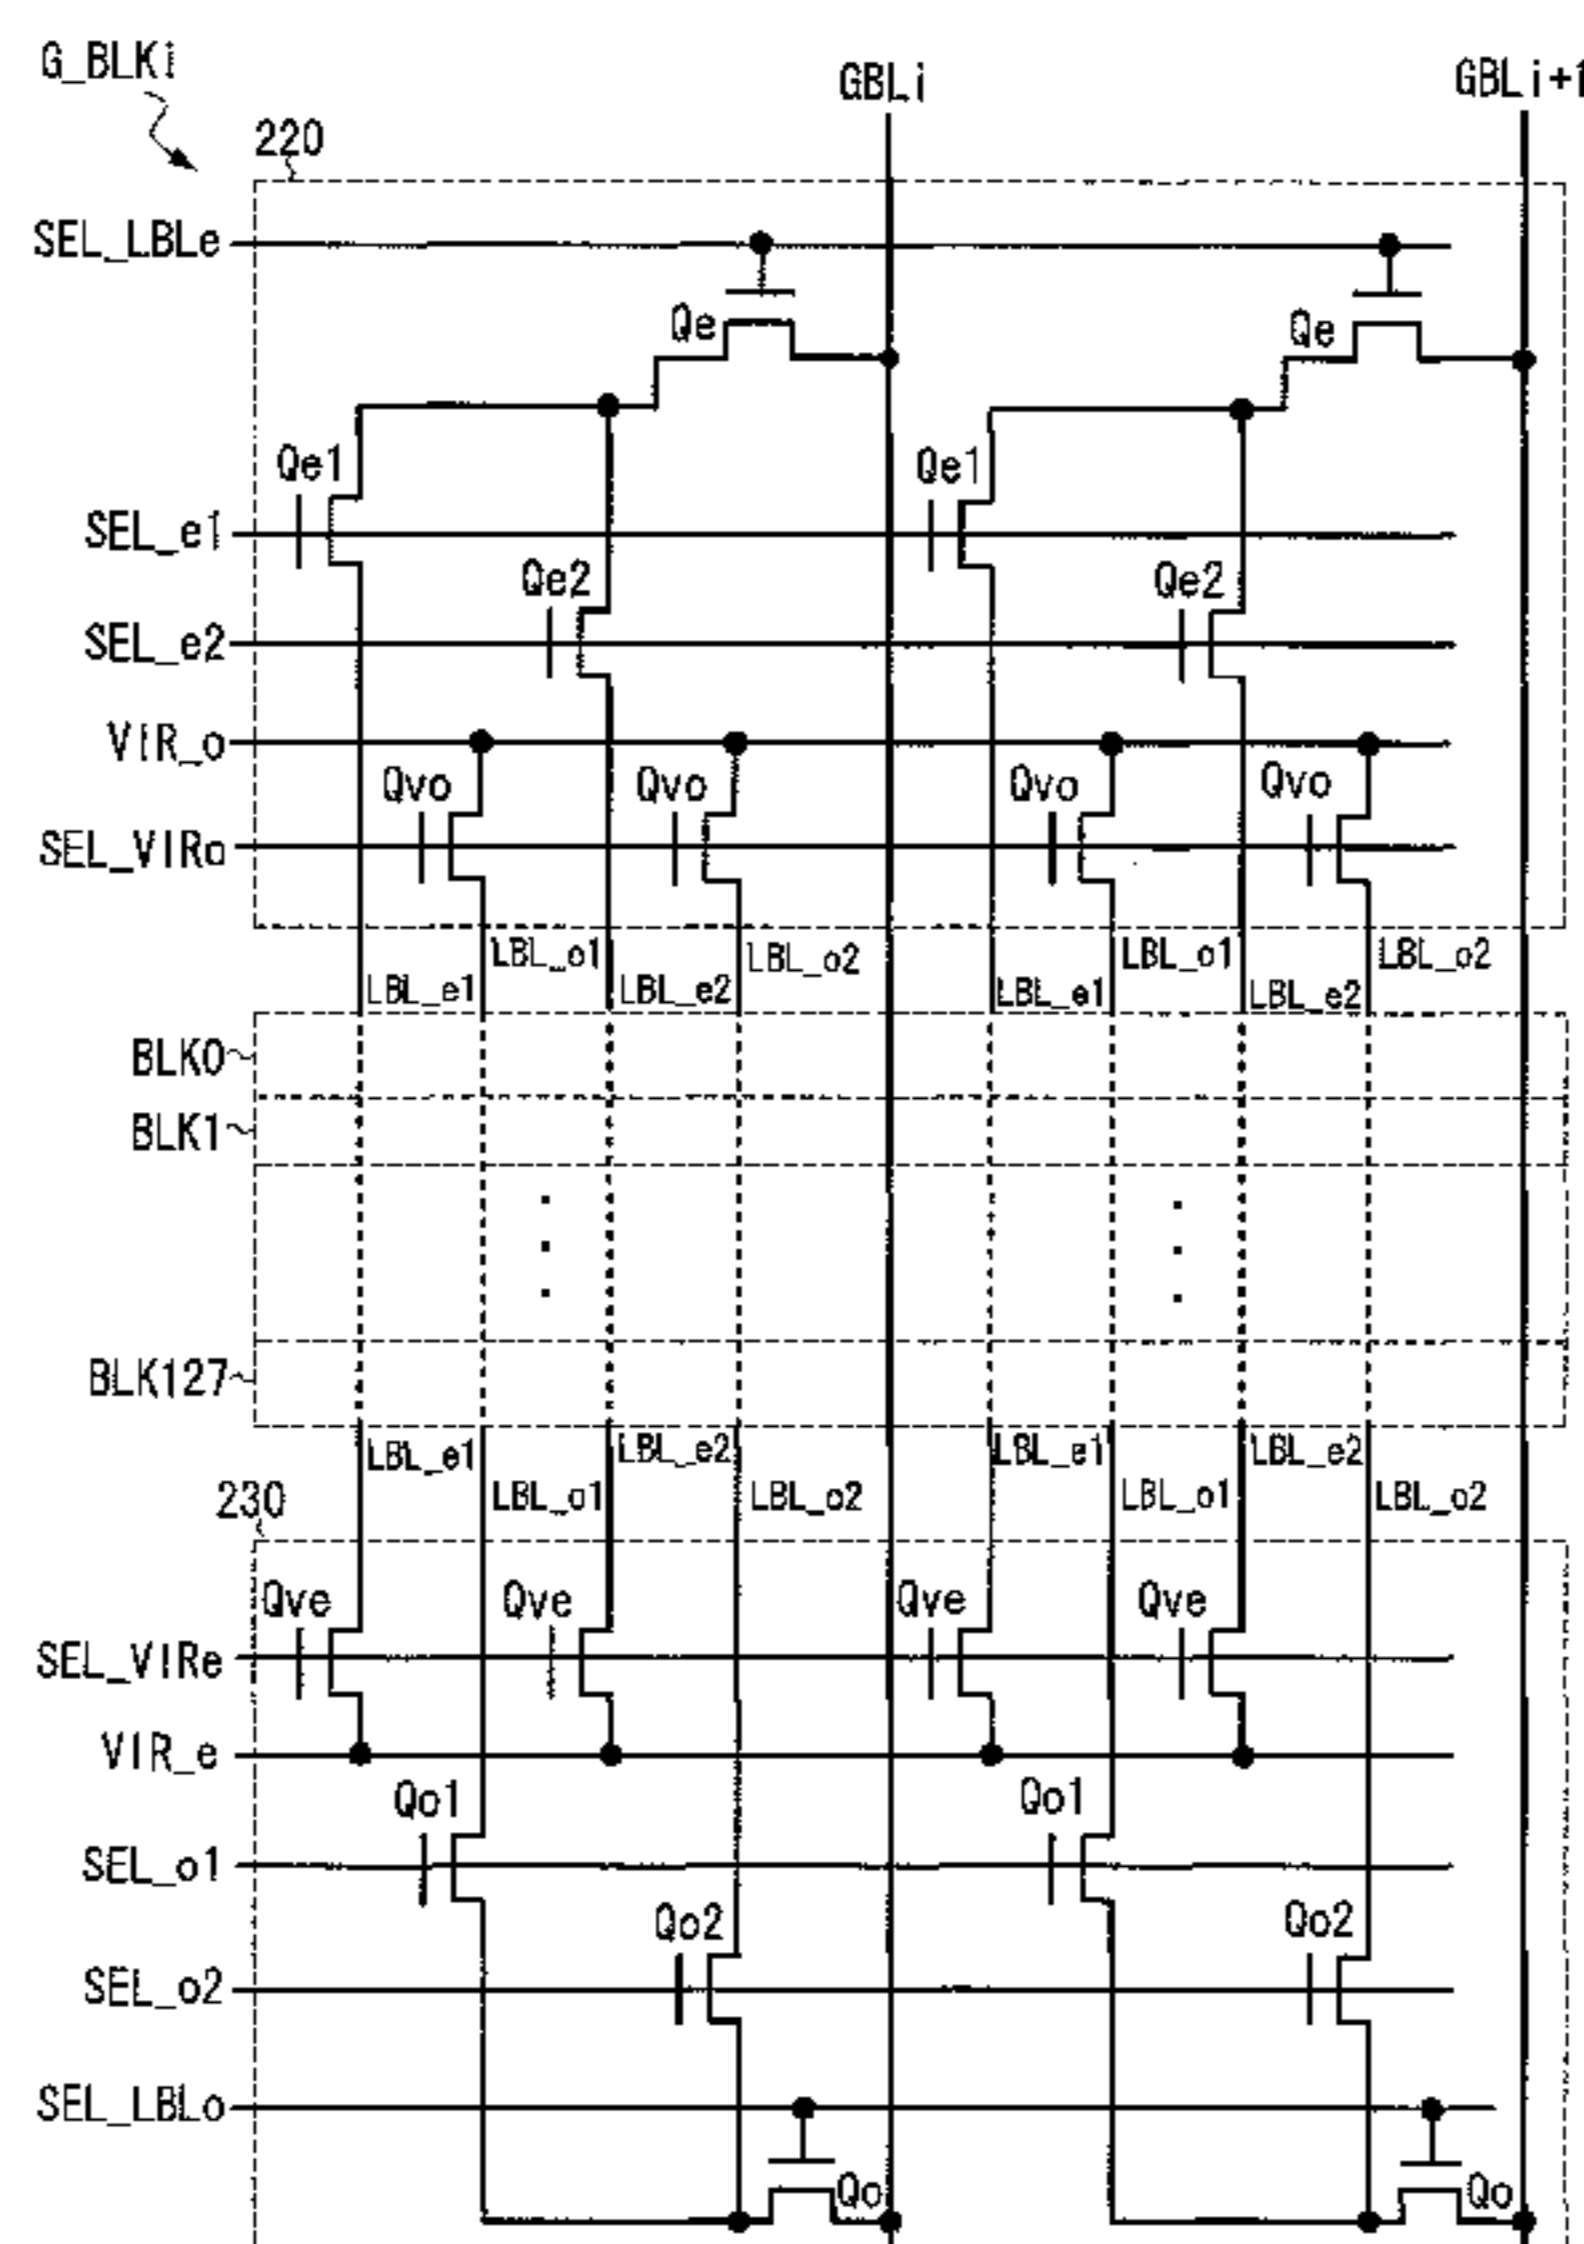 G_BLKi
GBLi
GBLi+1
220
SEL_LBLe
Qe
Qe
Qe1
Qe1
SEL_e1
Qe2
Qe2
SEL_e2
VIR_o
Qvo
Qvo
Qvo
Qvo
SEL_VIRo
LBL_e1
LBL_o1
LBL_e2
LBL_o2
LBL_e1
LBL_o1
LBL_e2
LBL_o2
BLK0
BLK1
BLK127
LBL_e1
LBL_o1
LBL_e2
LBL_o2
LBL_e1
LBL_o1
LBL_e2
LBL_o2
230
Qve
Qve
Qve
Qve
SEL_VIRe
VIR_e
Qo1
Qo1
SEL_o1
Qo2
Qo2
SEL_o2
SEL_LBLo
Qo
Qo